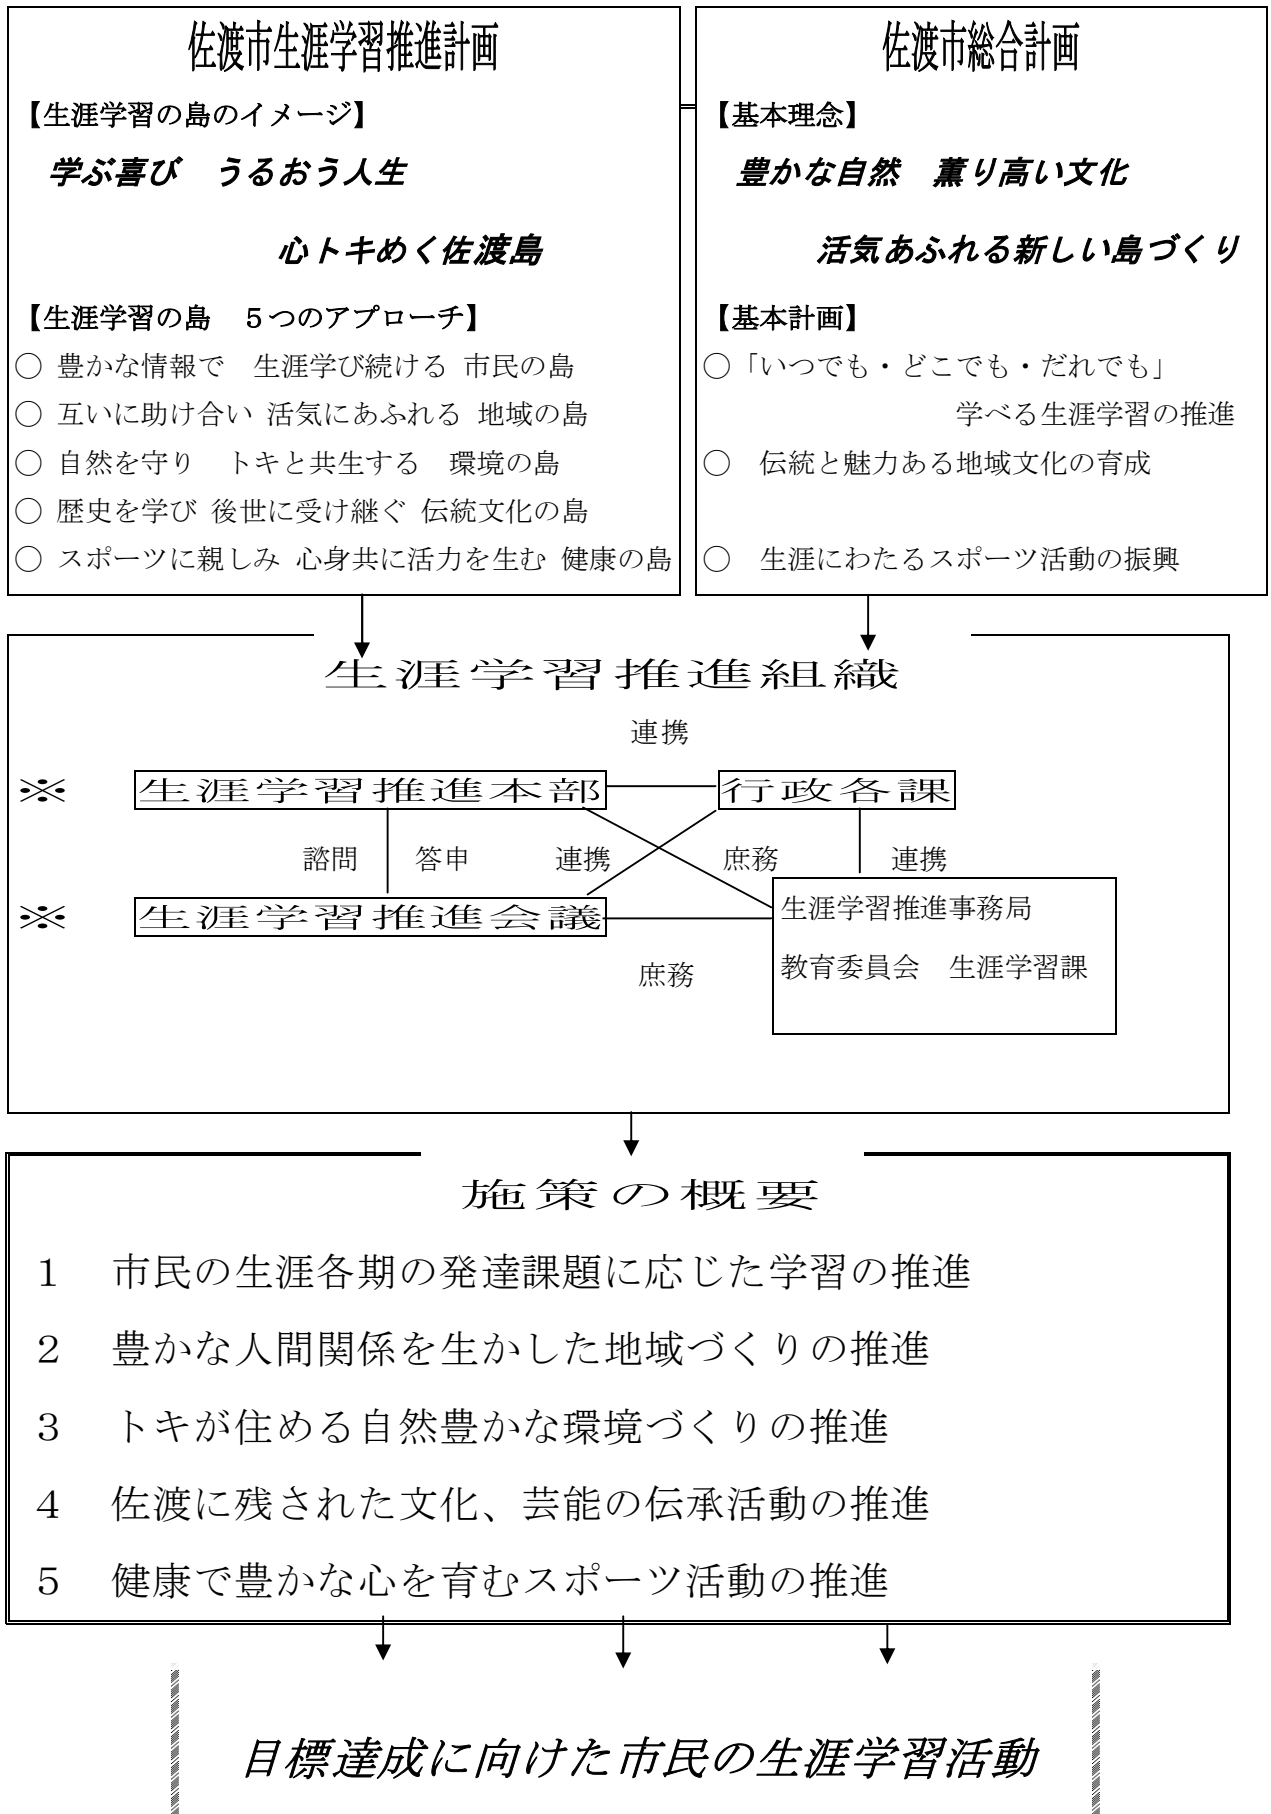 佐渡市生涯学習推進計画
【生涯学習の島のイメージ】
学ぶ喜び　うるおう人生
心トキめく佐渡島
【生涯学習の島　５つのアプローチ】
○ 豊かな情報で　生涯学び続ける 市民の島
○ 互いに助け合い 活気にあふれる 地域の島
○ 自然を守り　トキと共生する　環境の島
○ 歴史を学び 後世に受け継ぐ 伝統文化の島
○ スポーツに親しみ 心身共に活力を生む 健康の島
佐渡市総合計画
【基本理念】
豊かな自然　薫り高い文化
活気あふれる新しい島づくり
【基本計画】
○「いつでも・どこでも・だれでも」
学べる生涯学習の推進
○　伝統と魅力ある地域文化の育成
○　生涯にわたるスポーツ活動の振興
生涯学習推進組織
連携
※　生涯学習推進本部　行政各課
諮問　答申　連携　庶務　連携
※　生涯学習推進会議
生涯学習推進事務局
教育委員会　生涯学習課
庶務
施策の概要
１　市民の生涯各期の発達課題に応じた学習の推進
２　豊かな人間関係を生かした地域づくりの推進
３　トキが住める自然豊かな環境づくりの推進
４　佐渡に残された文化、芸能の伝承活動の推進
５　健康で豊かな心を育むスポーツ活動の推進
目標達成に向けた市民の生涯学習活動